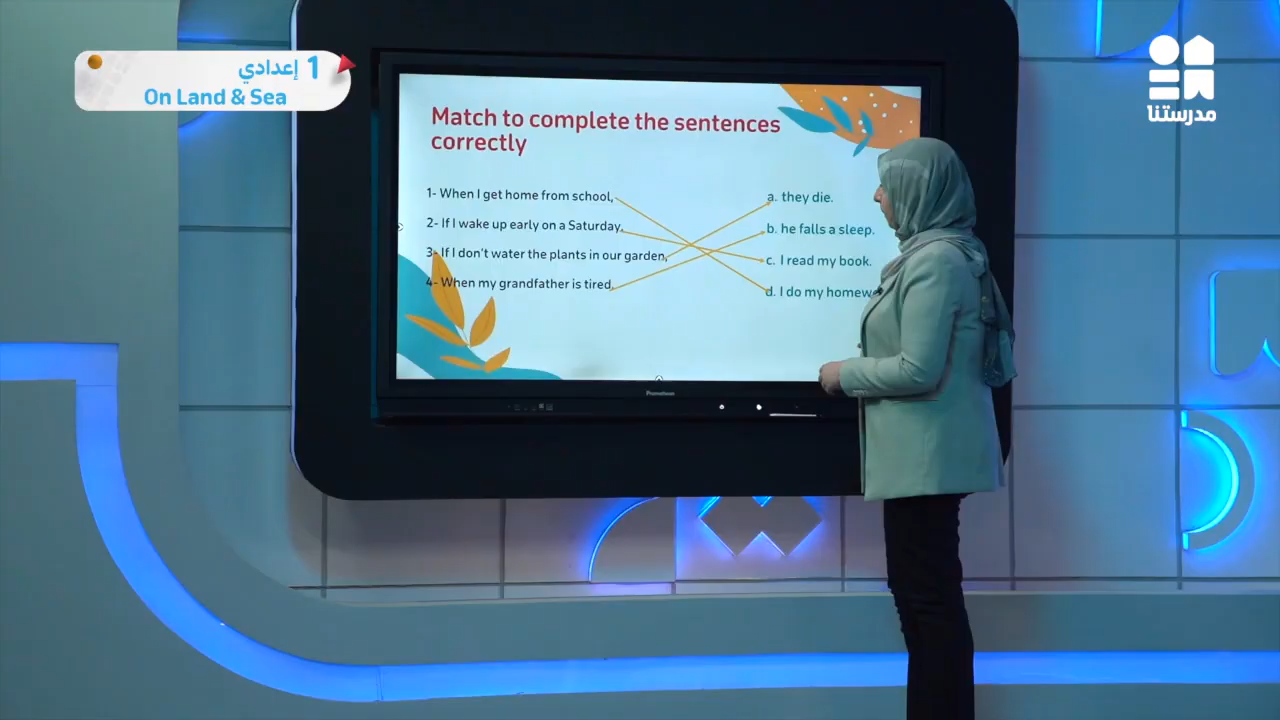 1 إعدادي
On Land & Sea
مدرستنا
Match to complete the sentences
correctly
1- When I get home from school,
2- If I wake up early on a Saturday,
3- If I don't water the plants in our garden,
4- When my grandfather is tired,
a. they die.
b. he falls a sleep.
c. I read my book.
d. I do my homew
Promethean